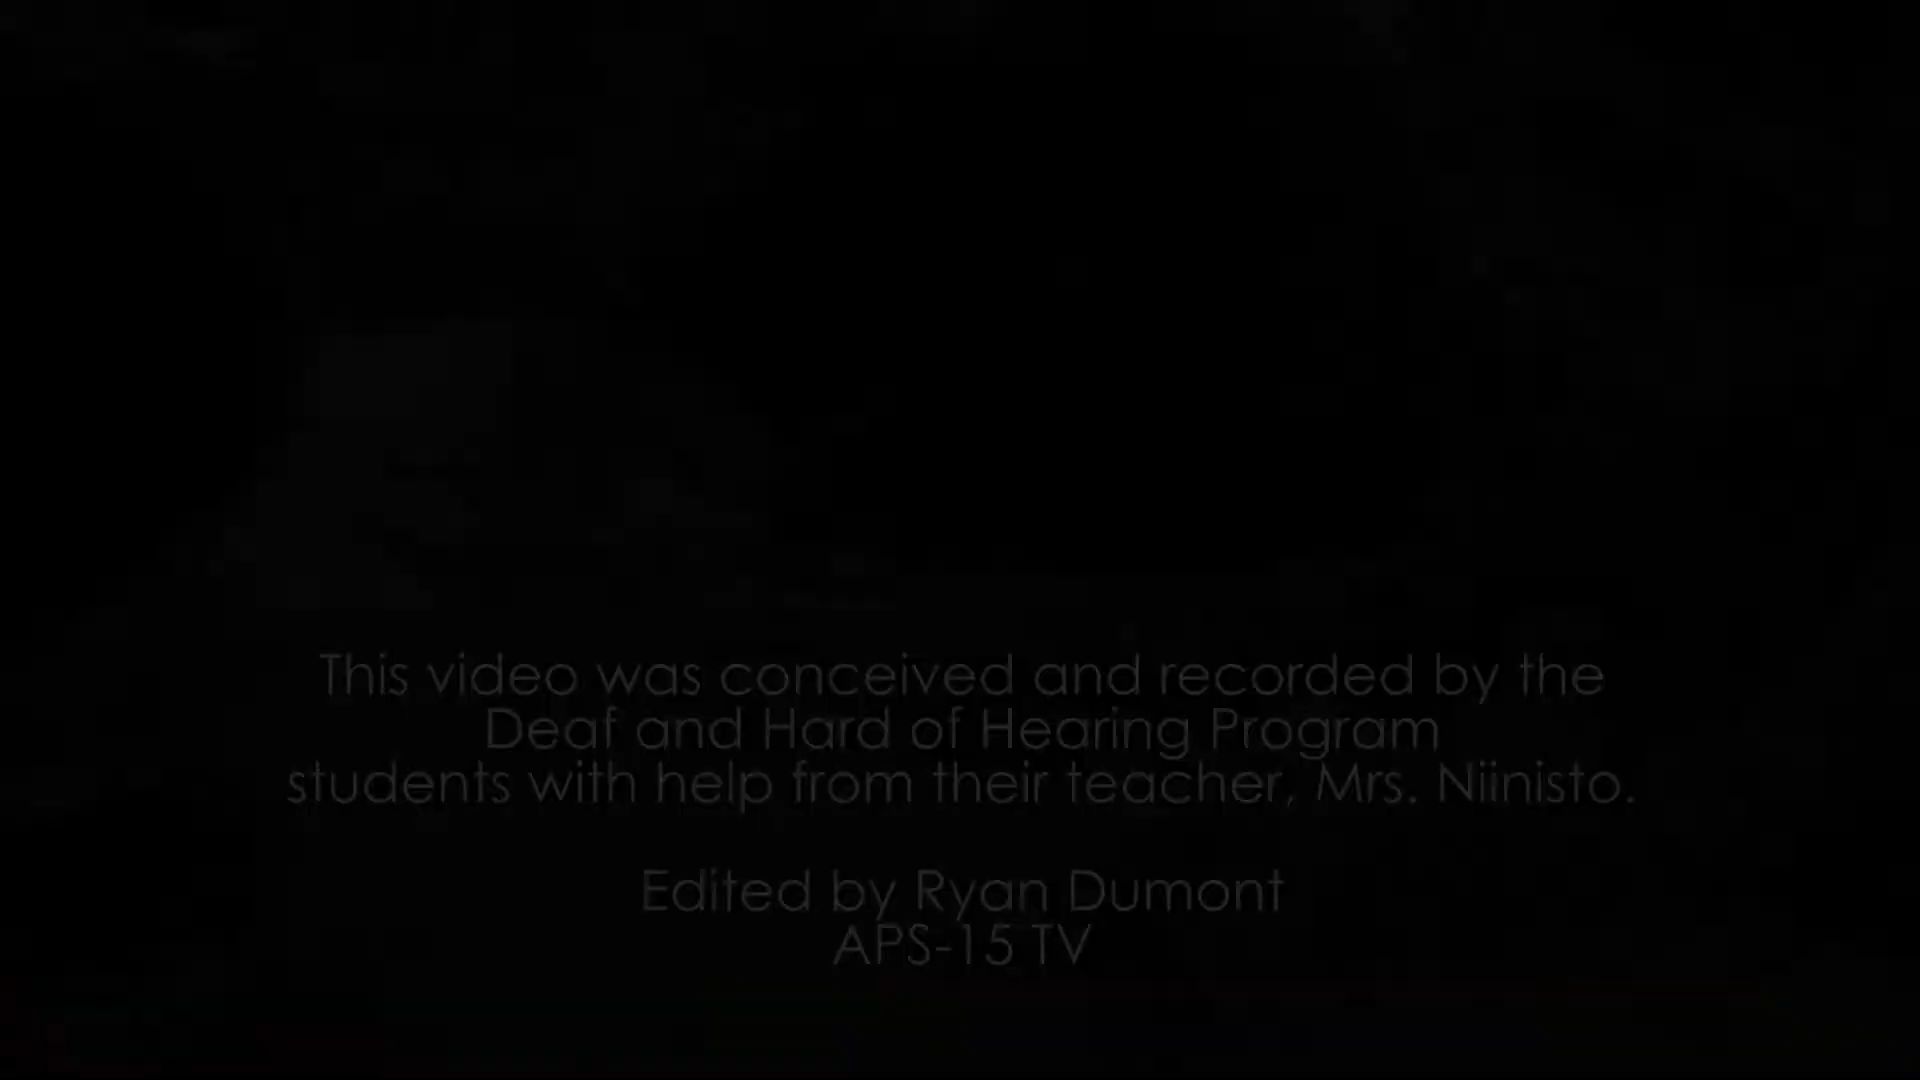 This video was conceived and recorded by the
Deaf and Hard of Hearing Program
students with help from their teacher, Mrs. Niinisto.
Edited by Ryan Dumont
APS-15 TV